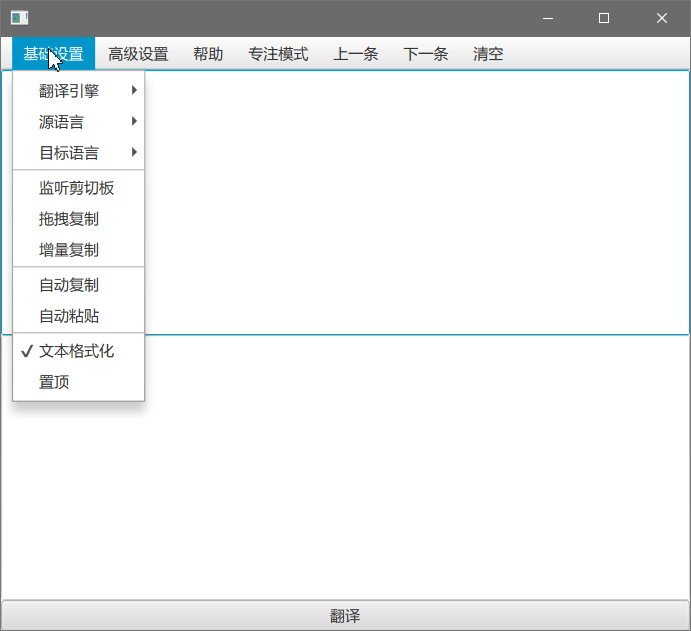 基础设置 高级设置 帮助 专注模式 上一条 下一条 清空
翻译引擎
源语言
目标语言
监听剪切板
拖拽复制
增量复制
自动复制
自动粘贴
文本格式化
置顶
翻译